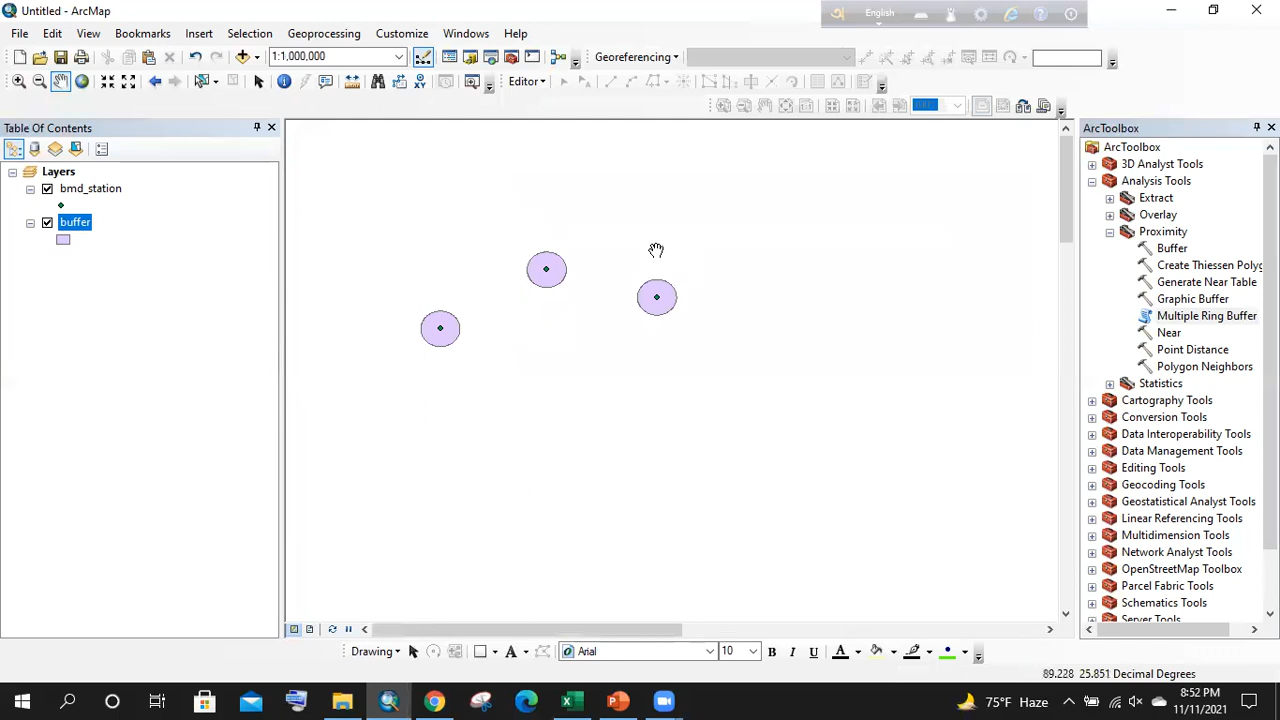 Untitled - ArcMap
English
File Edit View Bookmarks Insert Selection Geoprocessing Customize Windows Help
1:1,000,000
Georeferencing
Editor
Table Of Contents
Layers
bmd_station
buffer
ArcToolbox
ArcToolbox
3D Analyst Tools
Analysis Tools
Extract
Overlay
Proximity
Buffer
Create Thiessen Polyg
Generate Near Table
Graphic Buffer
Multiple Ring Buffer
Near
Point Distance
Polygon Neighbors
Statistics
Cartography Tools
Conversion Tools
Data Interoperability Tools
Data Management Tools
Editing Tools
Geocoding Tools
Geostatistical Analyst Tools
Linear Referencing Tools
Multidimension Tools
Network Analyst Tools
OpenStreetMap Toolbox
Parcel Fabric Tools
Schematics Tools
Server Tools
Drawing
Arial
10
B I U A
89.228 25.851 Decimal Degrees
75°F Haze
8:52 PM
11/11/2021